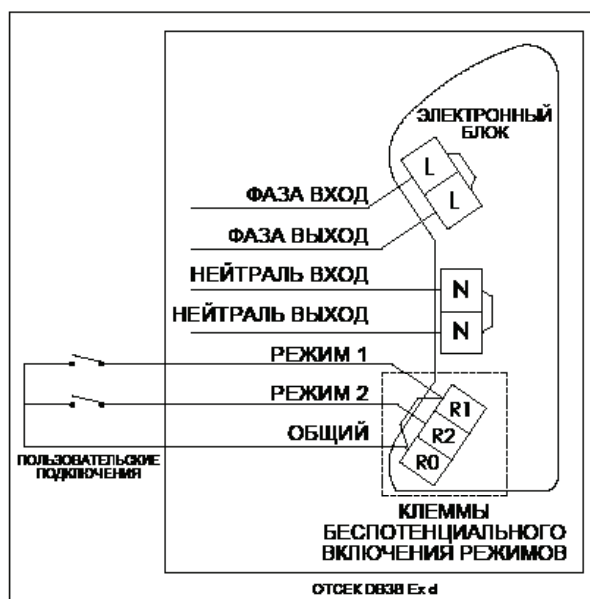 ЭЛЕКТРОННЫЙ
БЛОК
L
ФАЗА ВХОД
L
ФАЗА ВЫХОД
НЕЙТРАЛЬ ВХОД
N
НЕЙТРАЛЬ ВЫХОД
N
РЕЖИМ 1
РЕЖИМ 2
R1
R2
ОБЩИЙ
R0
ПОЛЬЗОВАТЕЛЬСКИЕ
ПОДКЛЮЧЕНИЯ
КЛЕММЫ
БЕСПОТЕНЦИАЛЬНОГО
ВКЛЮЧЕНИЯ РЕЖИМОВ
ОТСЕК DB3B Ex d